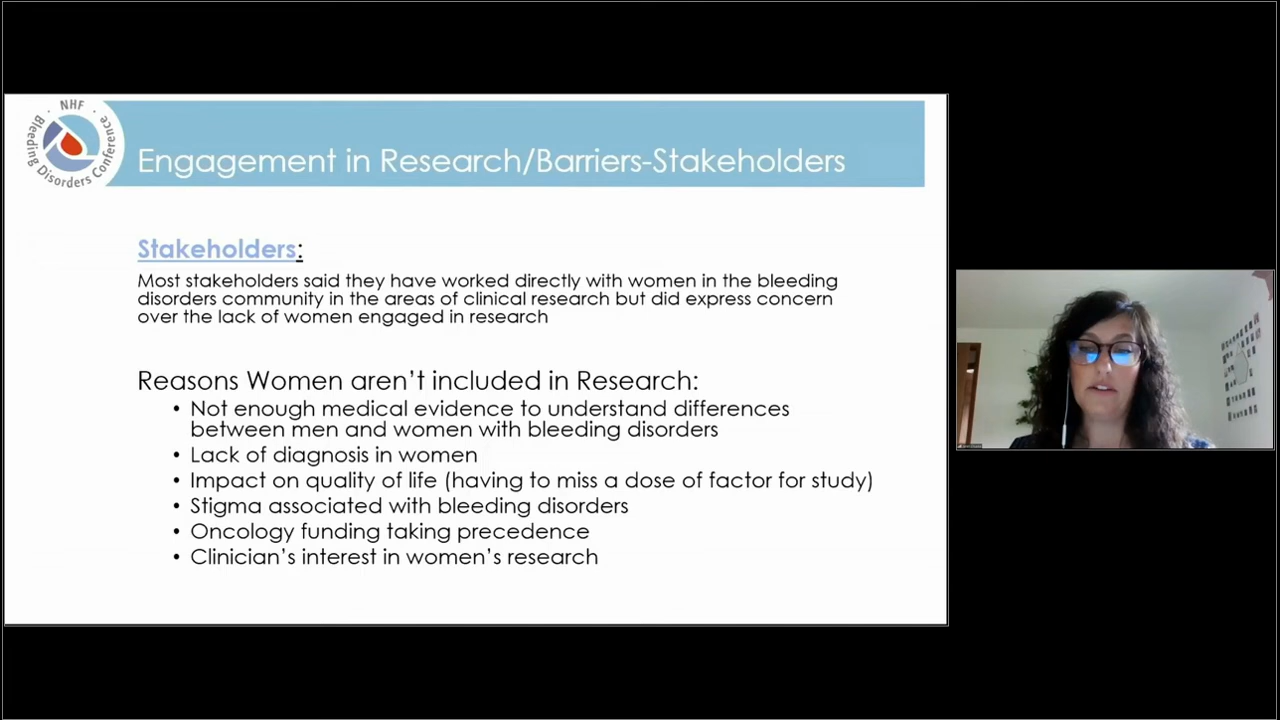 · NHF ·
Bleeding Disorders Conference
Engagement in Research/Barriers-Stakeholders
Stakeholders:
Most stakeholders said they have worked directly with women in the bleeding
disorders community in the areas of clinical research but did express concern
over the lack of women engaged in research
Reasons Women aren't included in Research:
• Not enough medical evidence to understand differences
between men and women with bleeding disorders
• Lack of diagnosis in women
• Impact on quality of life (having to miss a dose of factor for study)
• Stigma associated with bleeding disorders
• Oncology funding taking precedence
• Clinician's interest in women's research